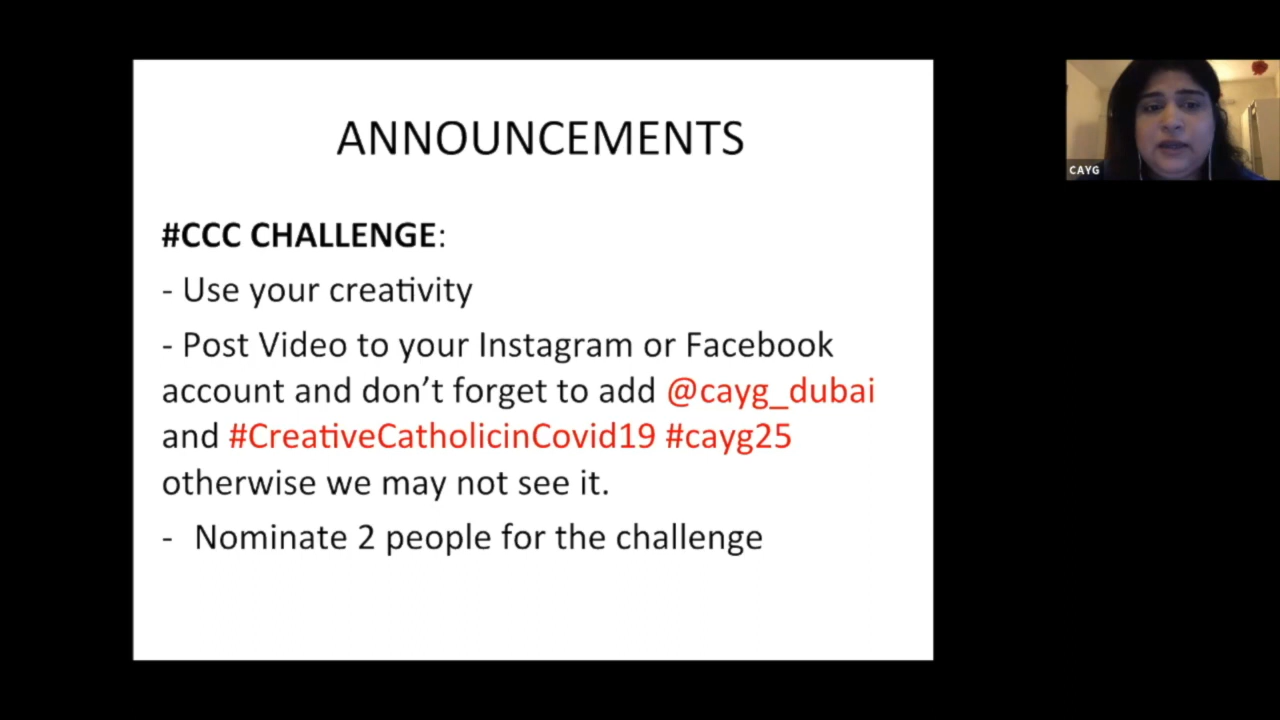 ANNOUNCEMENTS
#CCC CHALLENGE:
- Use your creativity
- Post Video to your Instagram or Facebook
account and don’t forget to add @cayg_dubai
and #CreativeCatholicinCovid19 #cayg25
otherwise we may not see it.
- Nominate 2 people for the challenge
CAYG